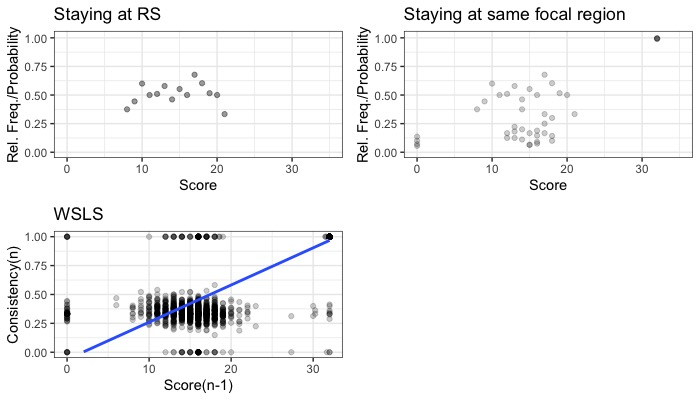 Staying at RS
Rel. Freq./Probability
1.00
0.75
0.50
0.25
0.00
0 10 20 30
Score
Staying at same focal region
Rel. Freq./Probability
1.00
0.75
0.50
0.25
0.00
0 10 20 30
Score
WSLS
Consistency(n)
1.00
0.75
0.50
0.25
0.00
0 10 20 30
Score(n-1)